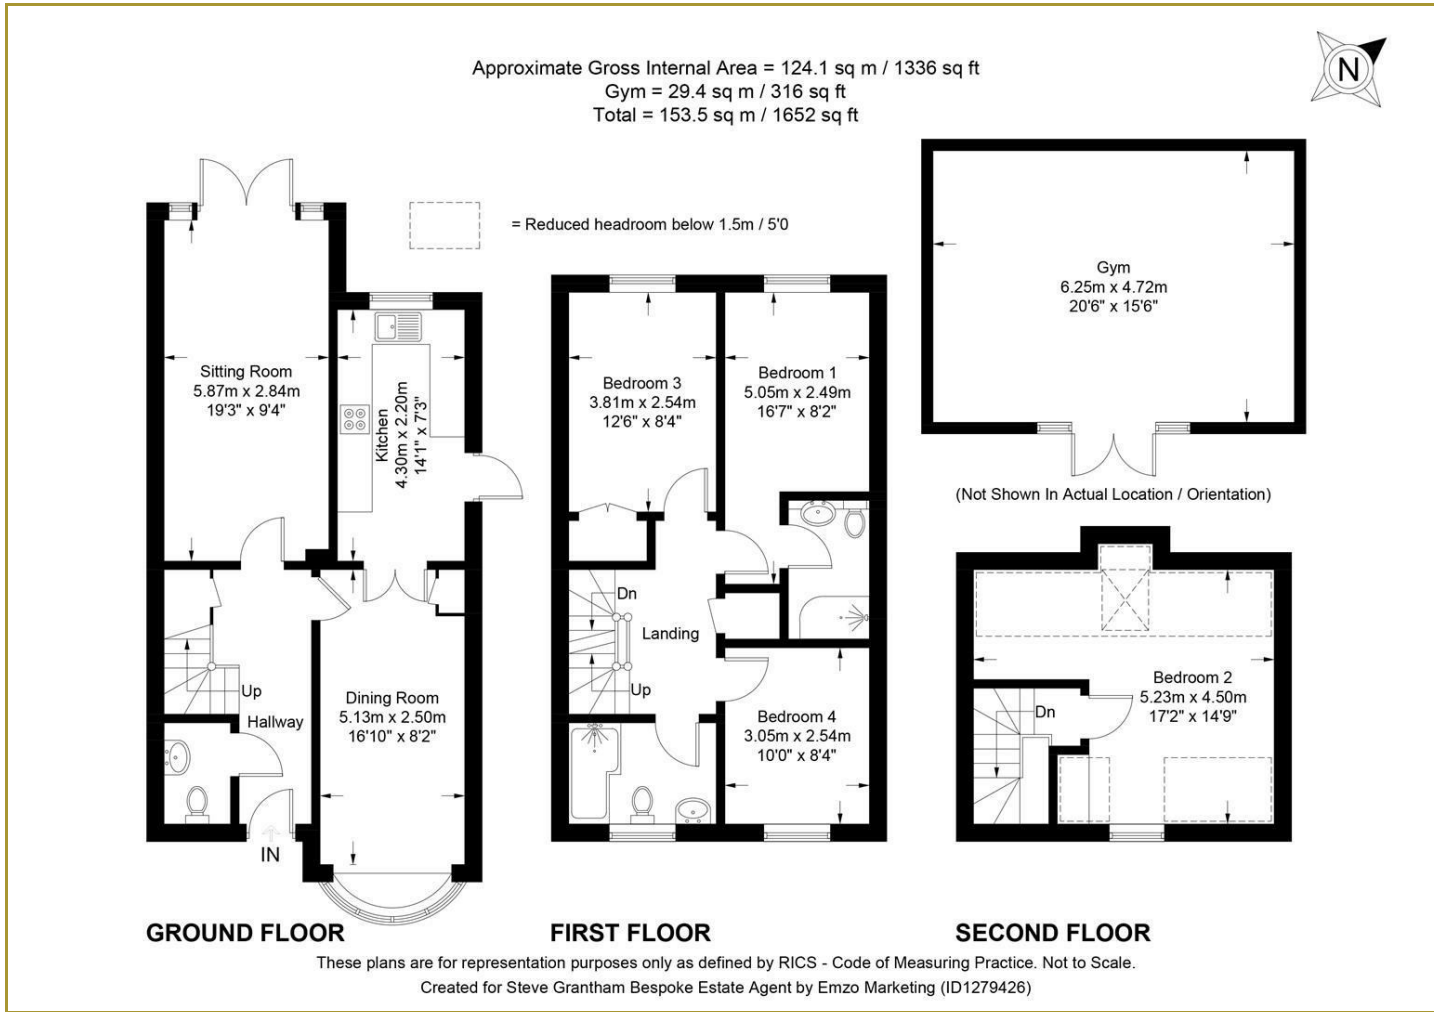 Approximate Gross Internal Area = 124.1 sq m / 1336 sq ft
Gym = 29.4 sq m / 316 sq ft
Total = 153.5 sq m / 1652 sq ft
N
= Reduced headroom below 1.5m / 5'0
Sitting Room
5.87m x 2.84m
19'3" x 9'4"
Kitchen
4.30m x 2.20m
14'1" x 7'3"
Up
Hallway
Dining Room
5.13m x 2.50m
16'10" x 8'2"
IN
GROUND FLOOR
Bedroom 3
3.81m x 2.54m
12'6" x 8'4"
Bedroom 1
5.05m x 2.49m
16'7" x 8'2"
Dn
Landing
Up
Bedroom 4
3.05m x 2.54m
10'0" x 8'4"
FIRST FLOOR
Gym
6.25m x 4.72m
20'6" x 15'6"
(Not Shown In Actual Location / Orientation)
Bedroom 2
5.23m x 4.50m
17'2" x 14'9"
Dn
SECOND FLOOR
These plans are for representation purposes only as defined by RICS - Code of Measuring Practice. Not to Scale.
Created for Steve Grantham Bespoke Estate Agent by Emzo Marketing (ID1279426)